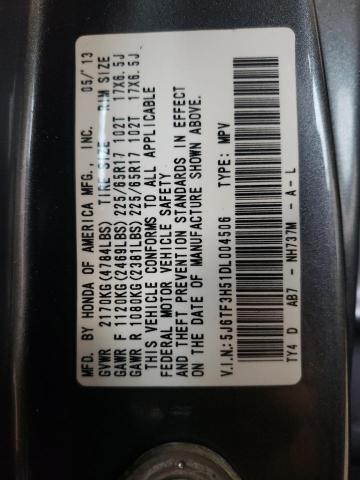 MFD. BY HONDA OF AMERICA MFG., INC. 05/'13
GVWR 2170KG(4784LBS) TIRE SIZE RIM SIZE
GAWR F 1120KG(2469LBS) 225/65R17 102T 17X6.5J
GAWR R 1080KG(2381LBS) 225/65R17 102T 17X6.5J
THIS VEHICLE CONFORMS TO ALL APPLICABLE
FEDERAL MOTOR VEHICLE SAFETY
AND THEFT PREVENTION STANDARDS IN EFFECT
ON THE DATE OF MANUFACTURE SHOWN ABOVE.
V.I.N.: 5J6TF3H51DL004506 TYPE: MPV
TY4 D AB7 - NH737M - A - L